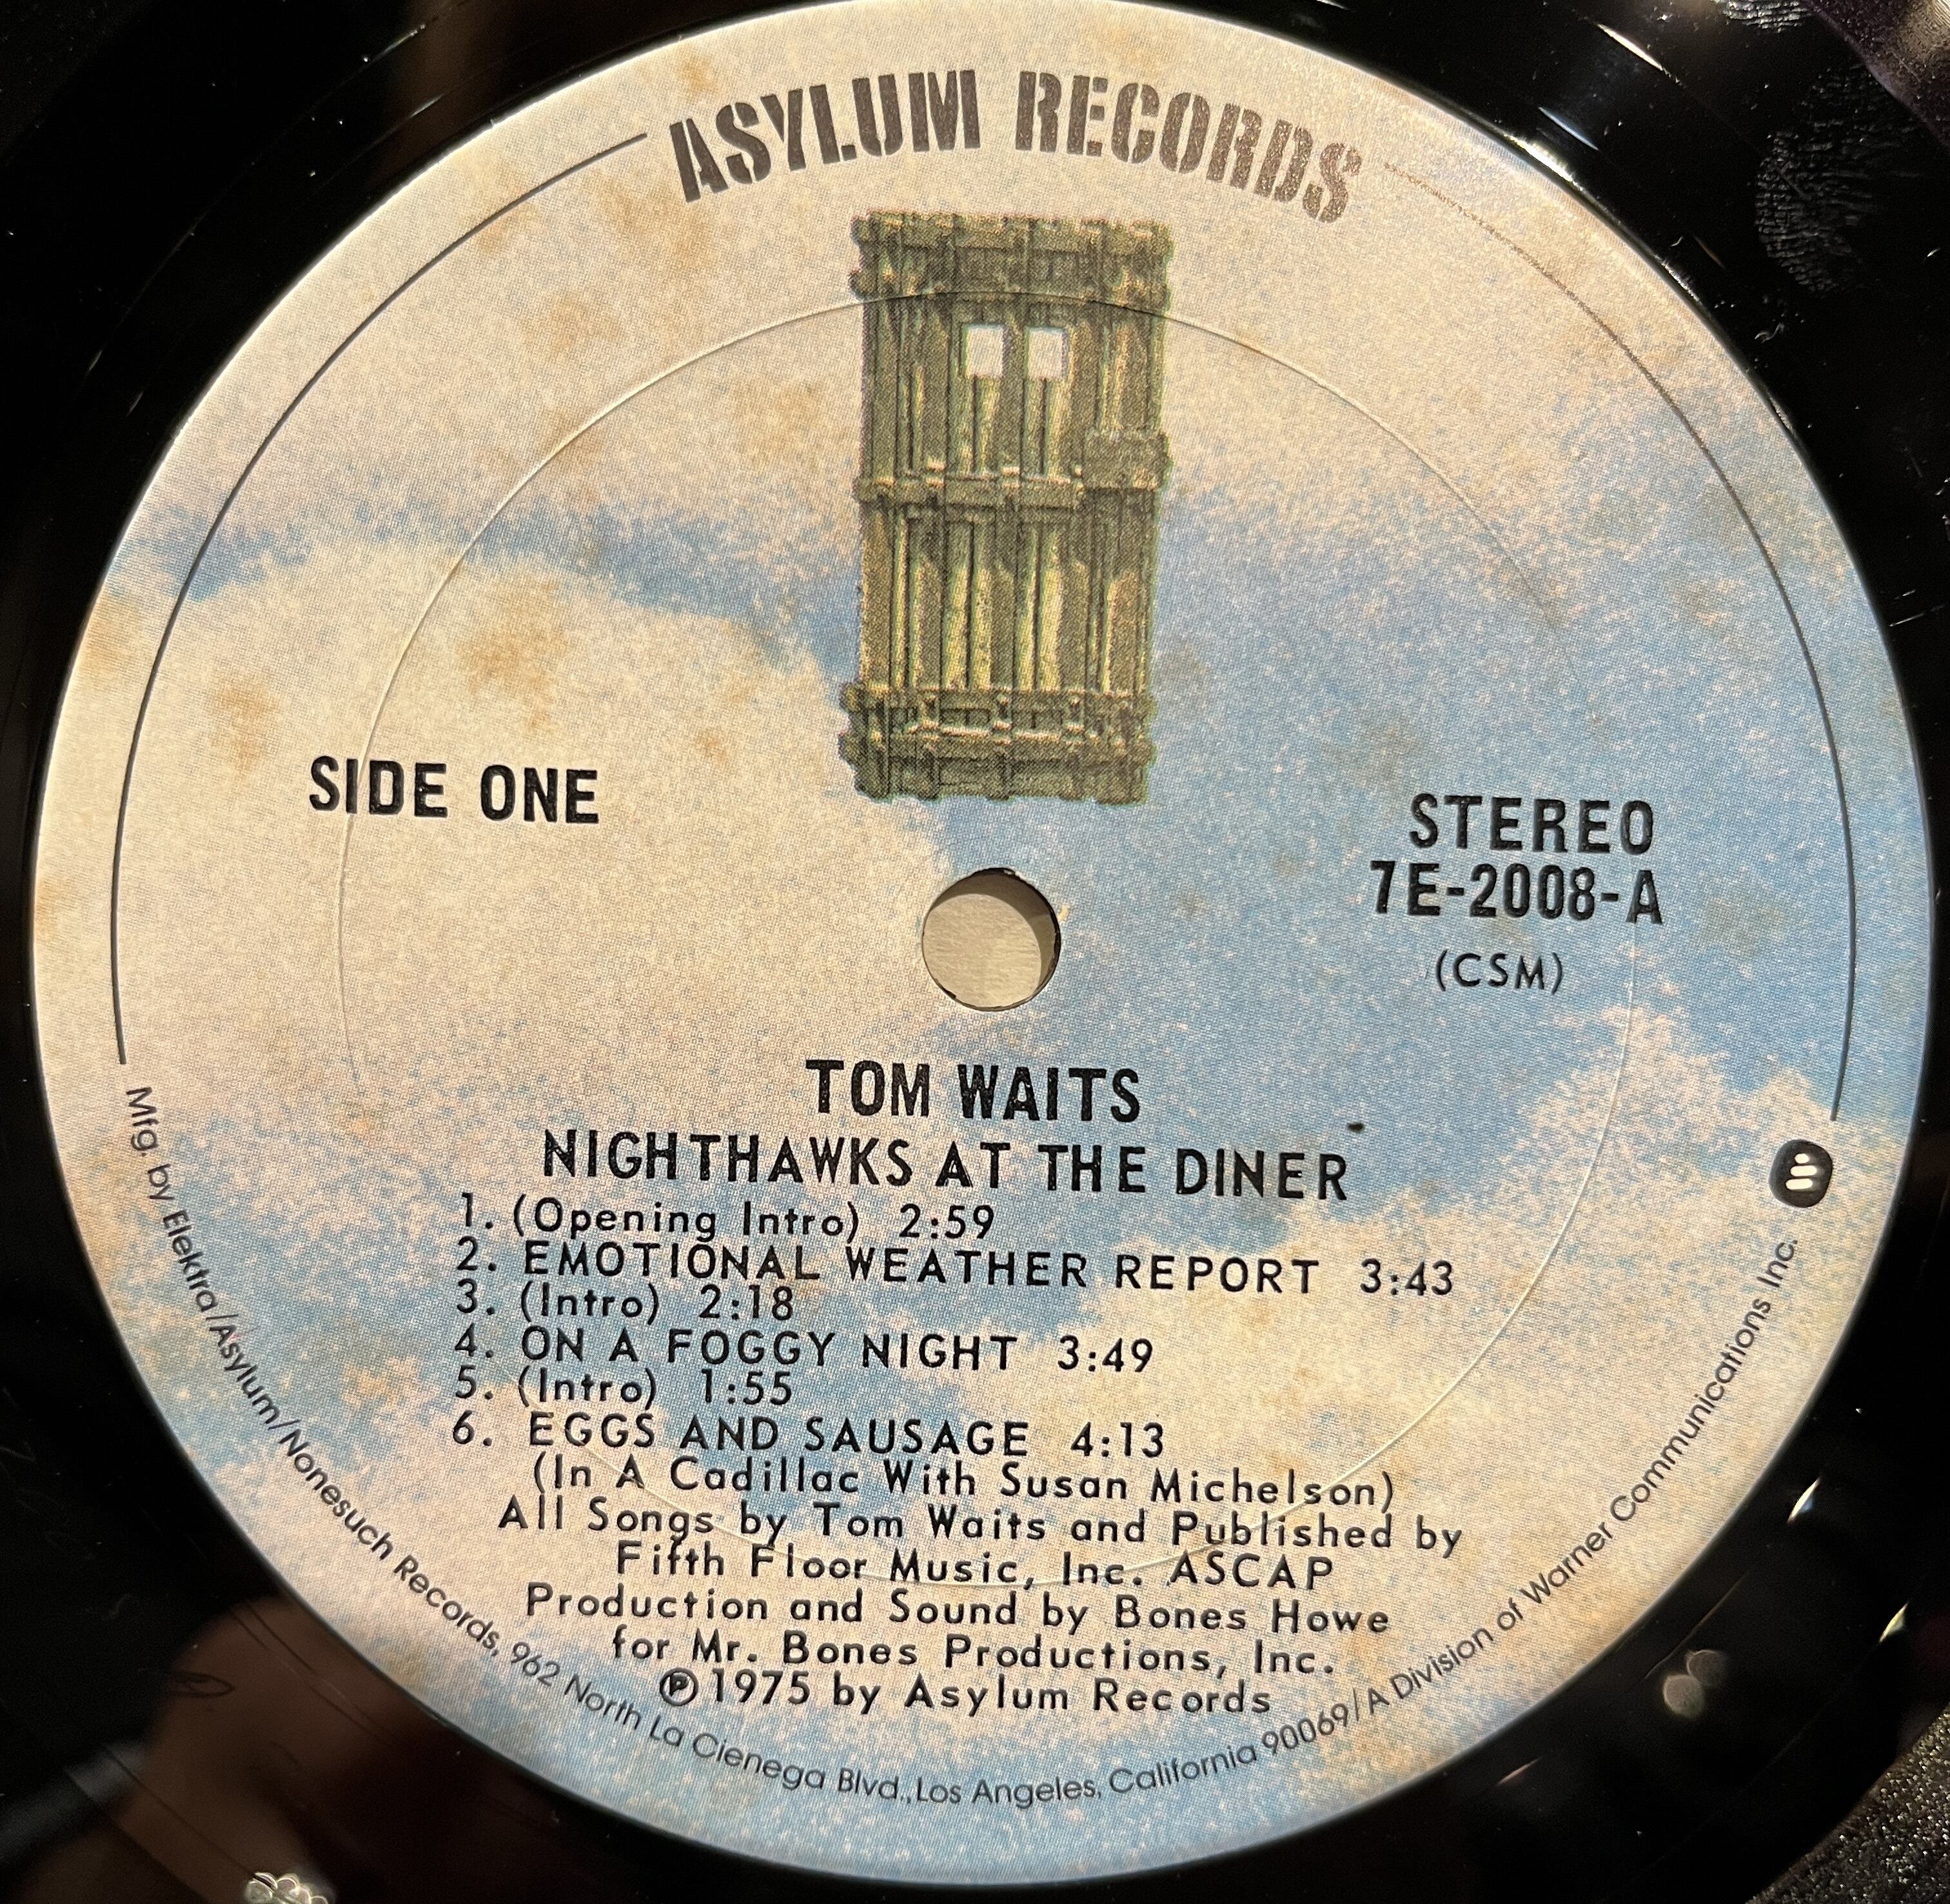 ASYLUM RECORDS
SIDE ONE
STEREO
7E-2008-A
(CSM)
TOM WAITS
NIGHTHAWKS AT THE DINER
1. (Opening Intro) 2:59
2. EMOTIONAL WEATHER REPORT 3:43
3. (Intro) 2:18
4. ON A FOGGY NIGHT 3:49
5. (Intro) 1:55
6. EGGS AND SAUSAGE 4:13
(In A Cadillac With Susan Michelson)
All Songs by Tom Waits and Published by
Fifth Floor Music, Inc. ASCAP
Production and Sound by Bones Howe
for Mr. Bones Productions, Inc.
℗1975 by Asylum Records
Mfg. by Elektra/Asylum/Nonesuch Records, 962 North La Cienega Blvd., Los Angeles, California 90069/A Division of Warner Communications Inc.